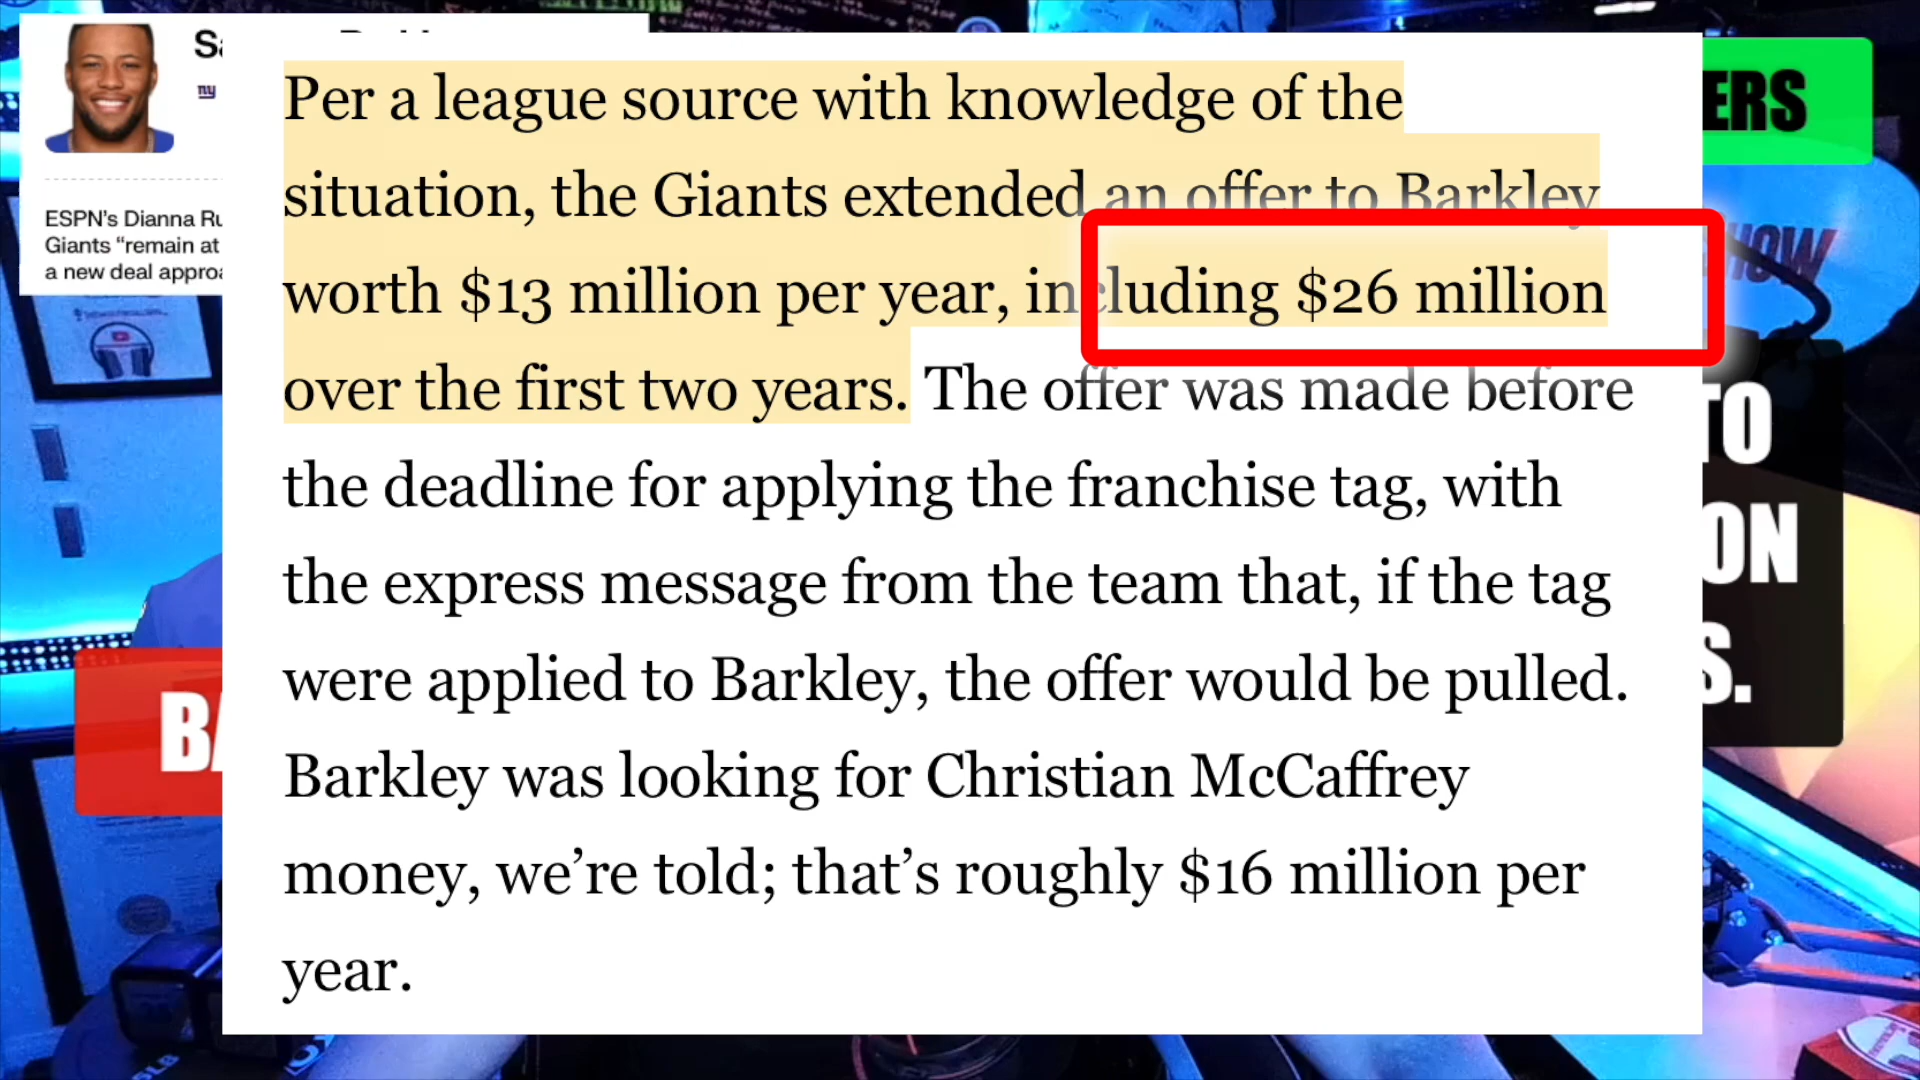 Per a league source with knowledge of the
situation, the Giants extended an offer to Barkley
worth $13 million per year, including $26 million
over the first two years. The offer was made before
the deadline for applying the franchise tag, with
the express message from the team that, if the tag
were applied to Barkley, the offer would be pulled.
Barkley was looking for Christian McCaffrey
money, we’re told; that’s roughly $16 million per
year.
ny
ESPN’s Dianna Ru
Giants “remain at
a new deal approa
ERS
HOW
TO
ON
S.
BA